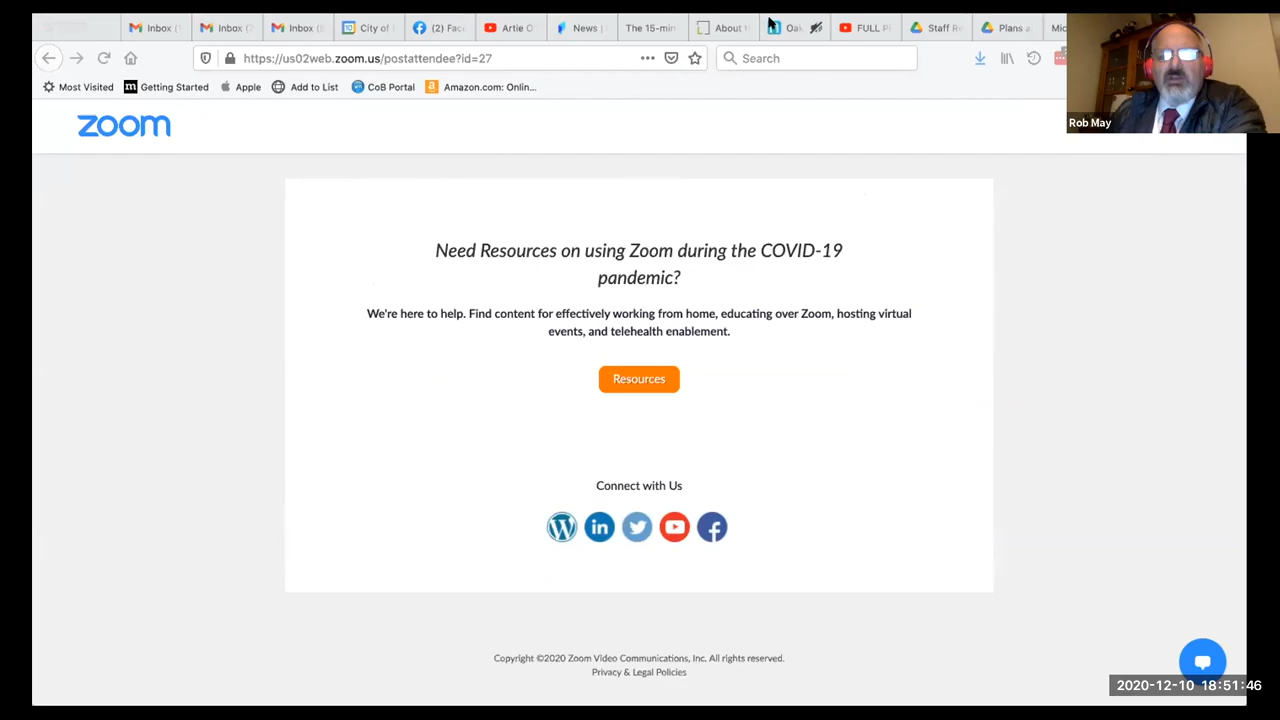 Inbox (
Inbox (
Inbox (
City of
(2) Face
Artie O
News |
The 15-min
About
Oak
FULL P
Staff Re
Plans a
Mic
https://us02web.zoom.us/postattendee?id=27
Search
Most Visited
Getting Started
Apple
Add to List
CoB Portal
Amazon.com: Onlin...
Rob May
zoom
Need Resources on using Zoom during the COVID-19
pandemic?
We're here to help. Find content for effectively working from home, educating over Zoom, hosting virtual
events, and telehealth enablement.
Resources
Connect with Us
Copyright ©2020 Zoom Video Communications, Inc. All rights reserved.
Privacy & Legal Policies
2020-12-10 18:51:46